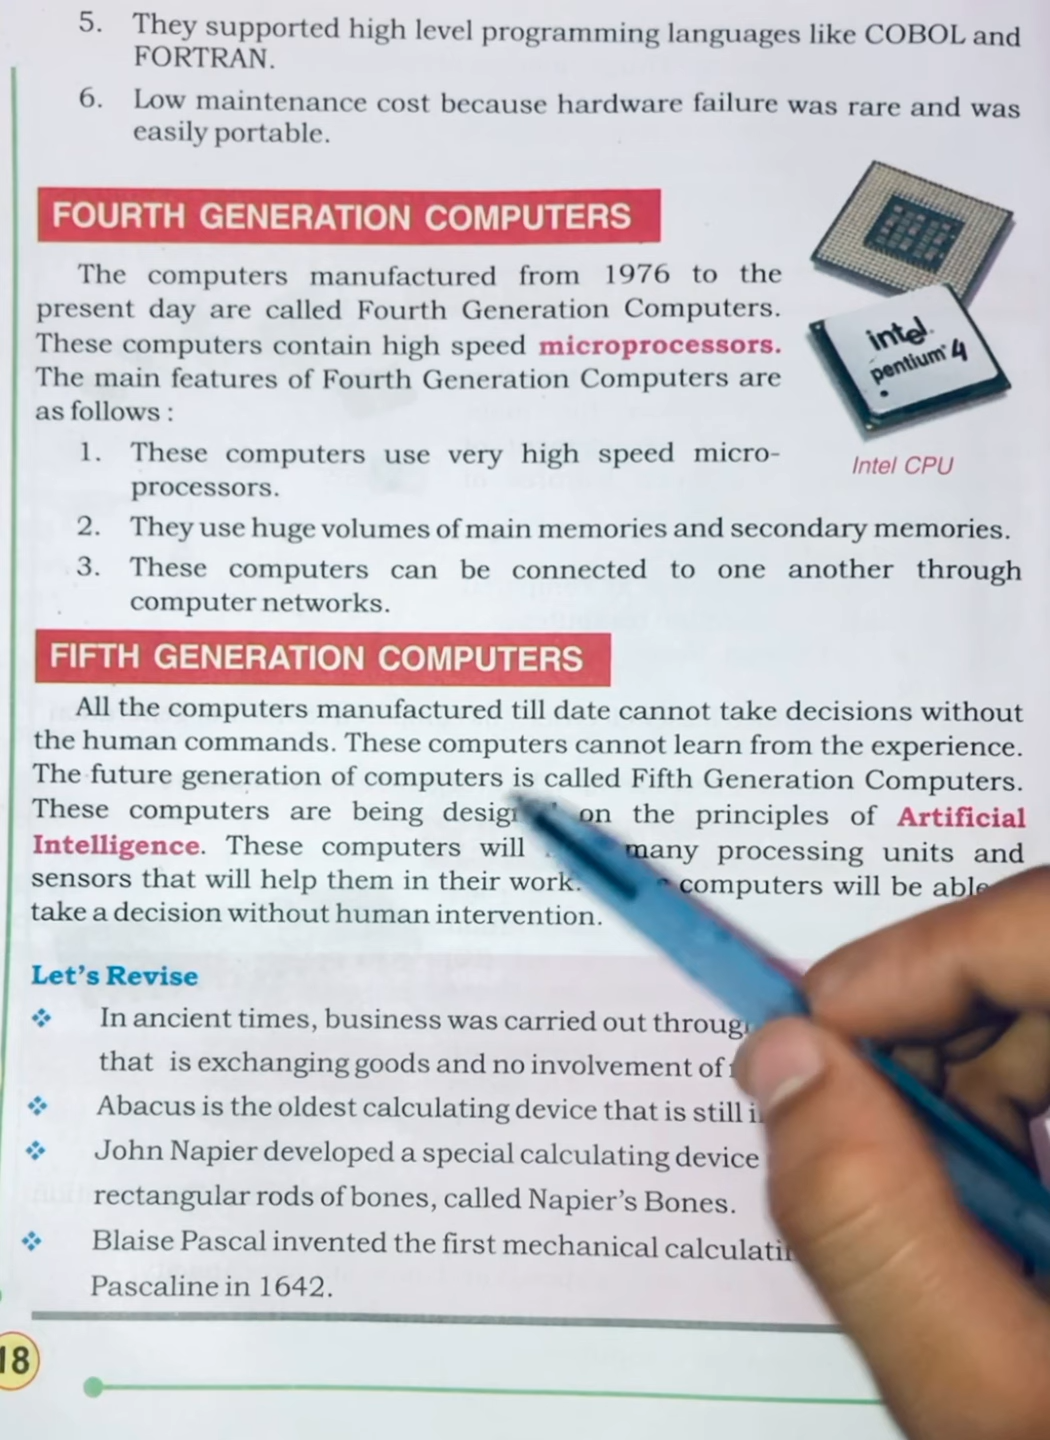 5. They supported high level programming languages like COBOL and
FORTRAN.
6. Low maintenance cost because hardware failure was rare and was
easily portable.
FOURTH GENERATION COMPUTERS
The computers manufactured from 1976 to the
present day are called Fourth Generation Computers.
These computers contain high speed microprocessors.
The main features of Fourth Generation Computers are
as follows :
intel
pentium 4
Intel CPU
1. These computers use very high speed micro-
processors.
2. They use huge volumes of main memories and secondary memories.
3. These computers can be connected to one another through
computer networks.
FIFTH GENERATION COMPUTERS
All the computers manufactured till date cannot take decisions without
the human commands. These computers cannot learn from the experience.
The future generation of computers is called Fifth Generation Computers.
These computers are being on the principles of Artificial
Intelligence. These computers will many processing units and
sensors that will help them in their work. computers will be able
take a decision without human intervention.
Let's Revise
❖ In ancient times, business was carried out
that is exchanging goods and no involvement of
❖ Abacus is the oldest calculating device that is still
❖ John Napier developed a special calculating device
rectangular rods of bones, called Napier's Bones.
❖ Blaise Pascal invented the first mechanical
Pascaline in 1642.
18